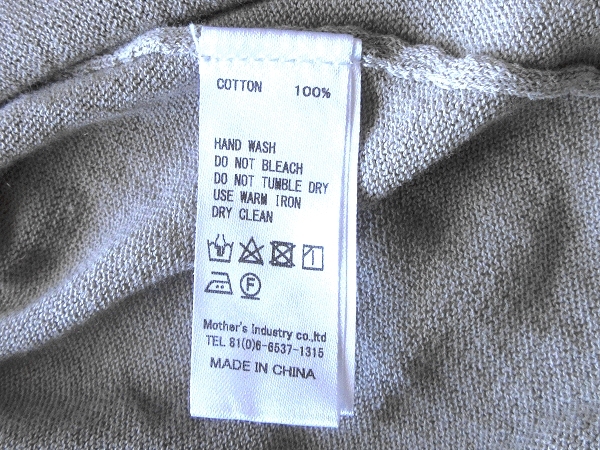 COTTON 100%
HAND WASH
DO NOT BLEACH
DO NOT TUMBLE DRY
USE WARM IRON
DRY CLEAN
F
Mother's Industry co.,ltd
TEL 81(0)6-6537-1315
MADE IN CHINA